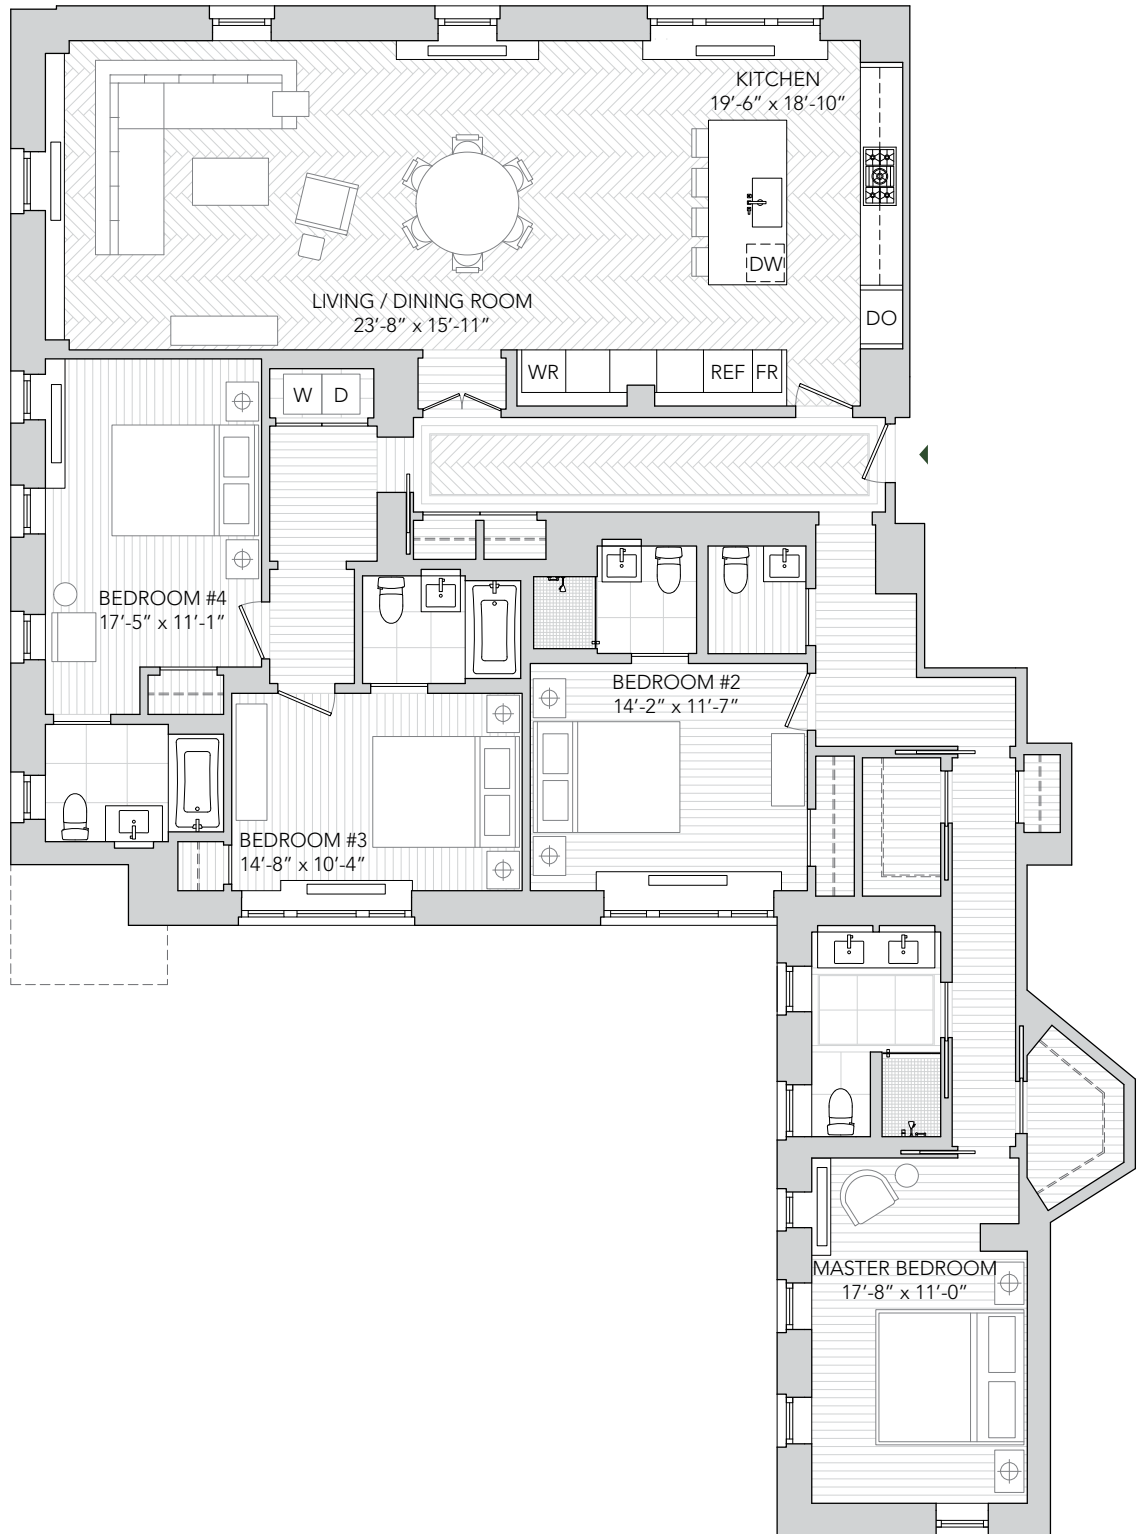 KITCHEN
19'-6" x 18'-10"
DW
LIVING / DINING ROOM
23'-8" x 15'-11"
DO
WR
REF
FR
W
D
BEDROOM #4
17'-5" x 11'-1"
BEDROOM #2
14'-2" x 11'-7"
BEDROOM #3
14'-8" x 10'-4"
MASTER BEDROOM
17'-8" x 11'-0"